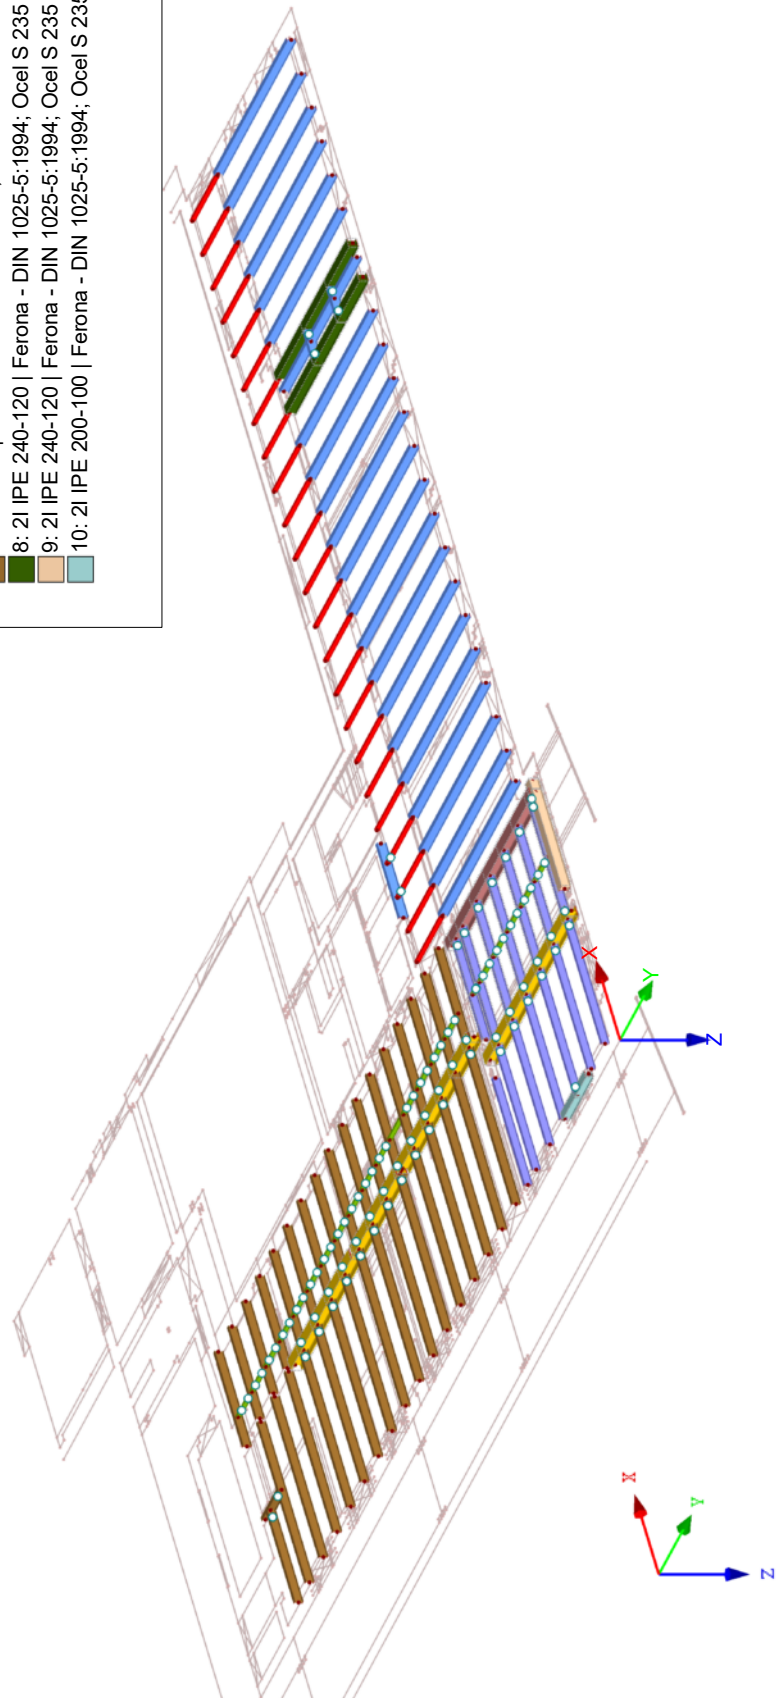 8: 2I IPE 240-120 | Ferona - DIN 1025-5:1994; Ocel S 235
9: 2I IPE 240-120 | Ferona - DIN 1025-5:1994; Ocel S 235
10: 2I IPE 200-100 | Ferona - DIN 1025-5:1994; Ocel S 235
X
Y
Z
X
Y
Z